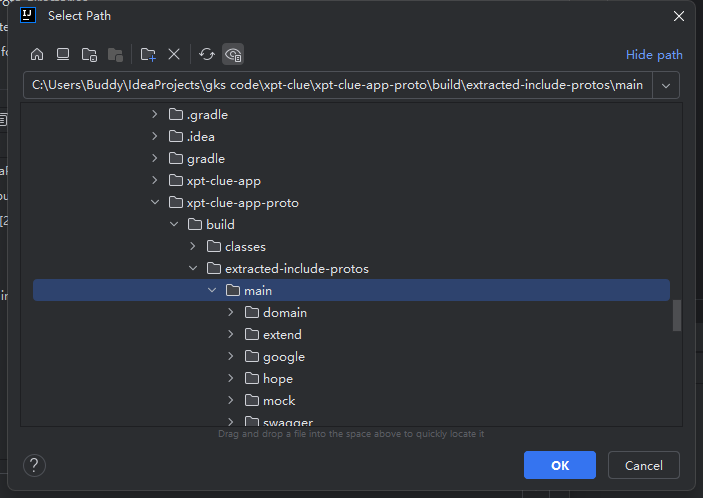 Select Path
Hide path
C:\Users\Buddy\IdeaProjects\gks code\xpt-clue\xpt-clue-app-proto\build\extracted-include-protos\main
.gradle
.idea
gradle
xpt-clue-app
xpt-clue-app-proto
build
classes
extracted-include-protos
main
domain
extend
google
hope
mock
swagger
Drag and drop a file into the space above to quickly locate it
?
OK
Cancel